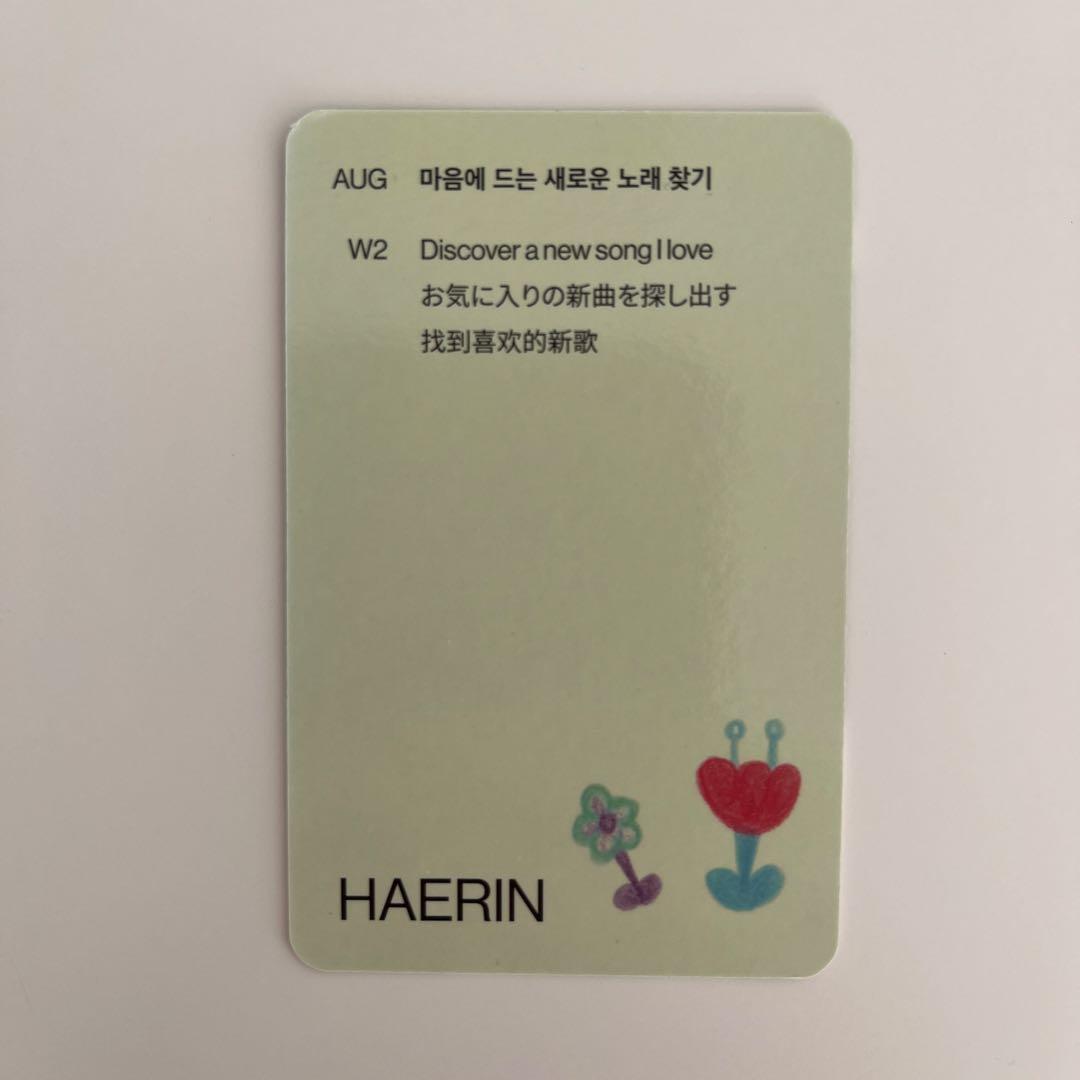 AUG 마음에 드는 새로운 노래 찾기
W2 Discover a new song I love
お気に入りの新曲を探し出す
找到喜欢的新歌
HAERIN